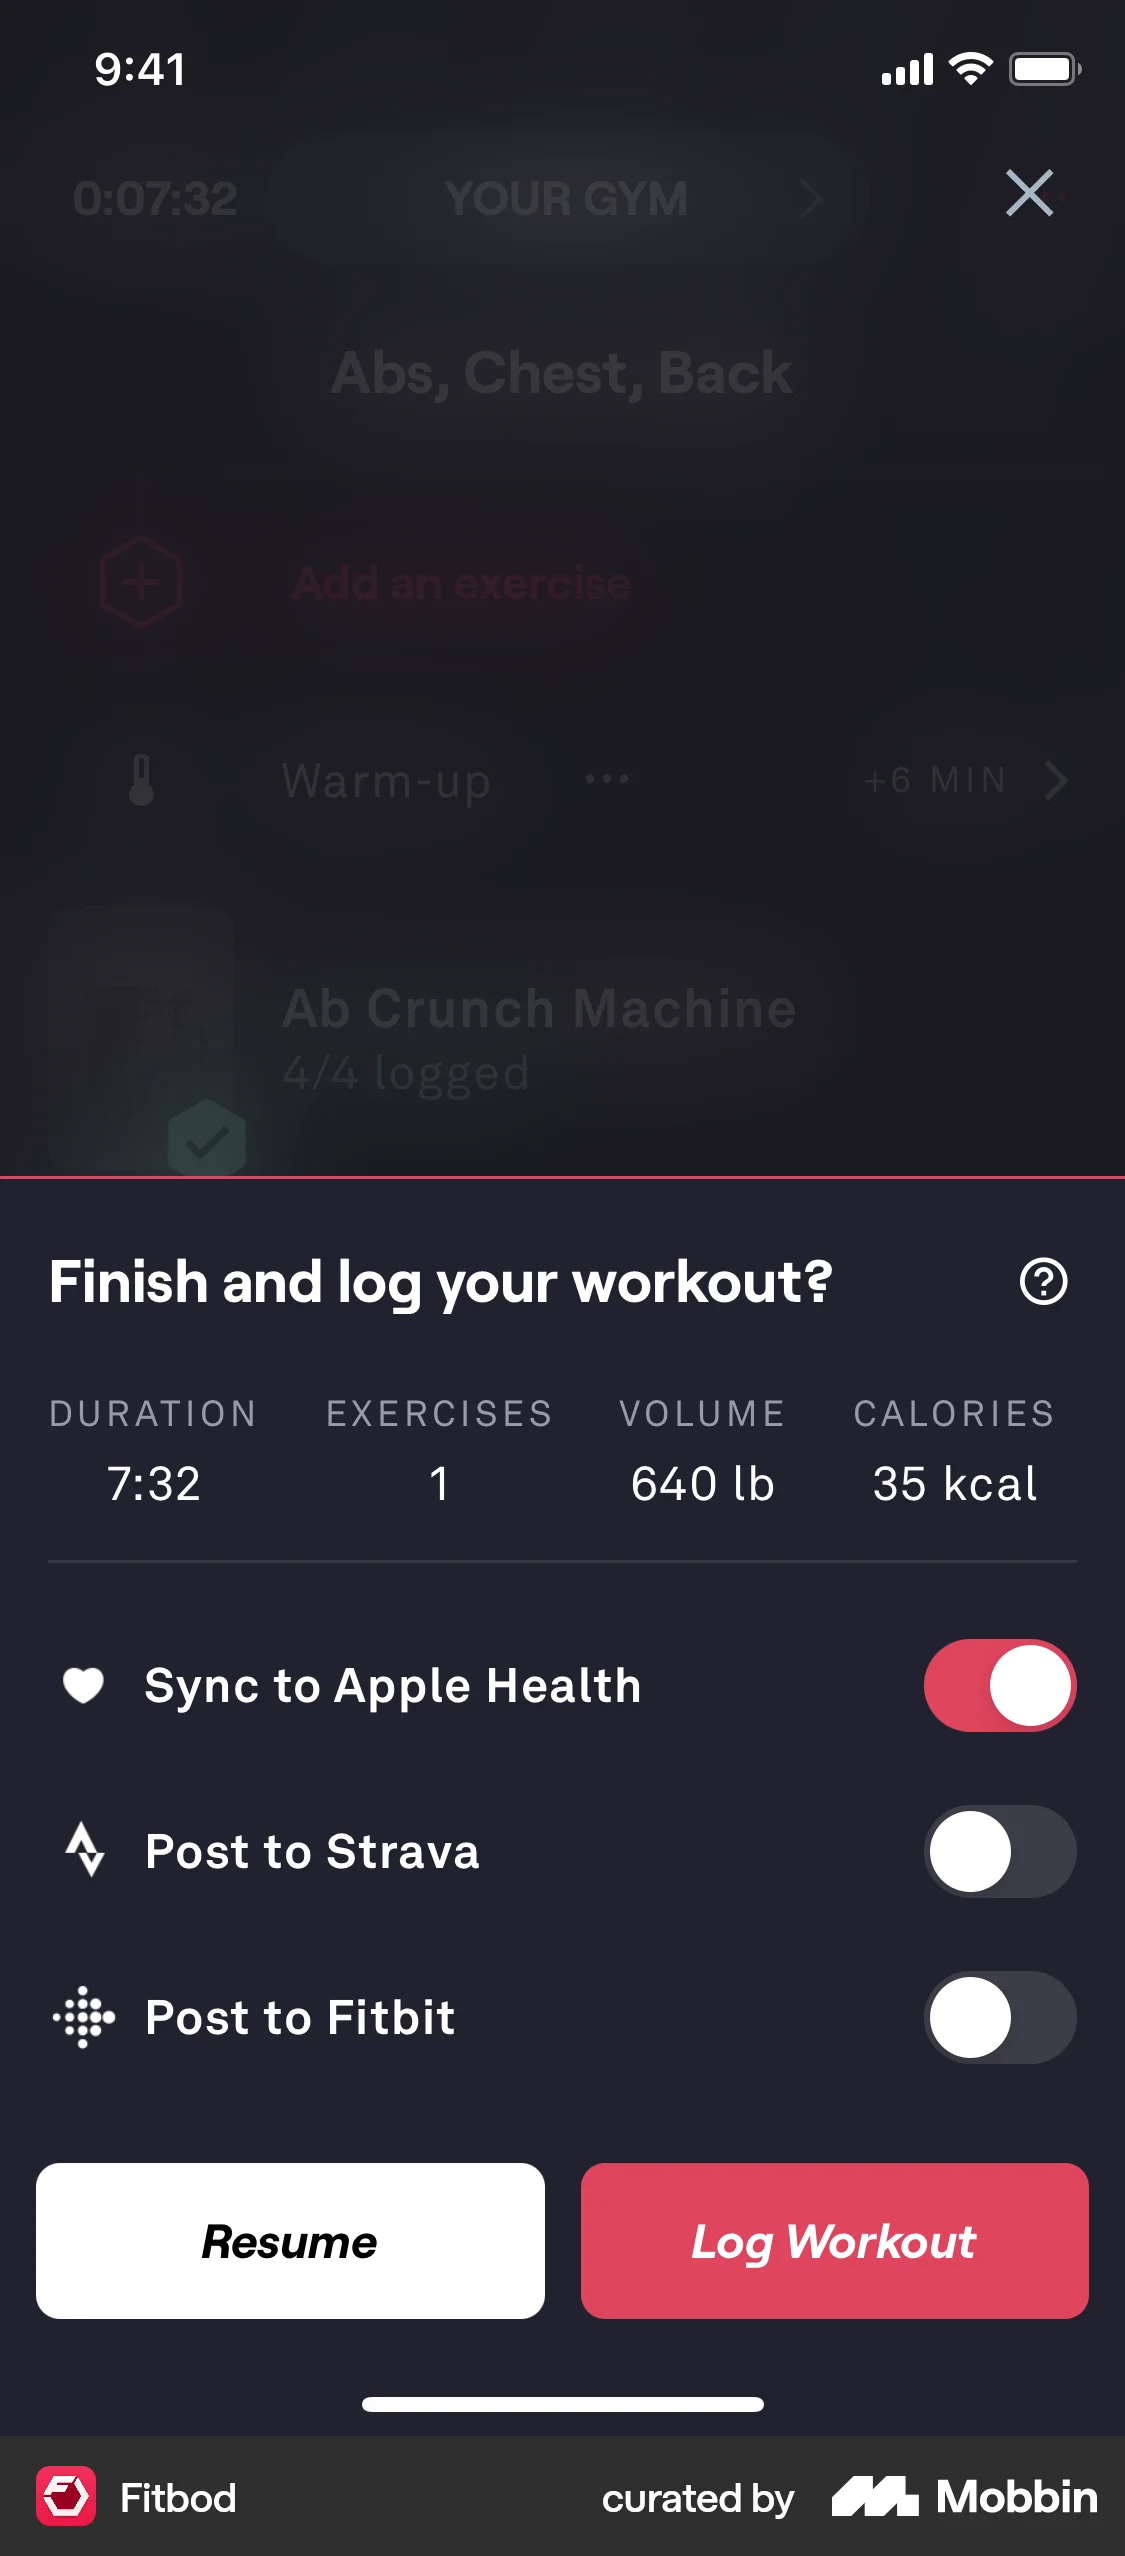 9:41
0:07:32 YOUR GYM
Abs, Chest, Back
Add an exercise
Warm-up ... +6 MIN
Ab Crunch Machine
4/4 logged
Finish and log your workout?
DURATION EXERCISES VOLUME CALORIES
7:32 1 640 lb 35 kcal
Sync to Apple Health
Post to Strava
Post to Fitbit
Resume Log Workout
Fitbod curated by Mobbin